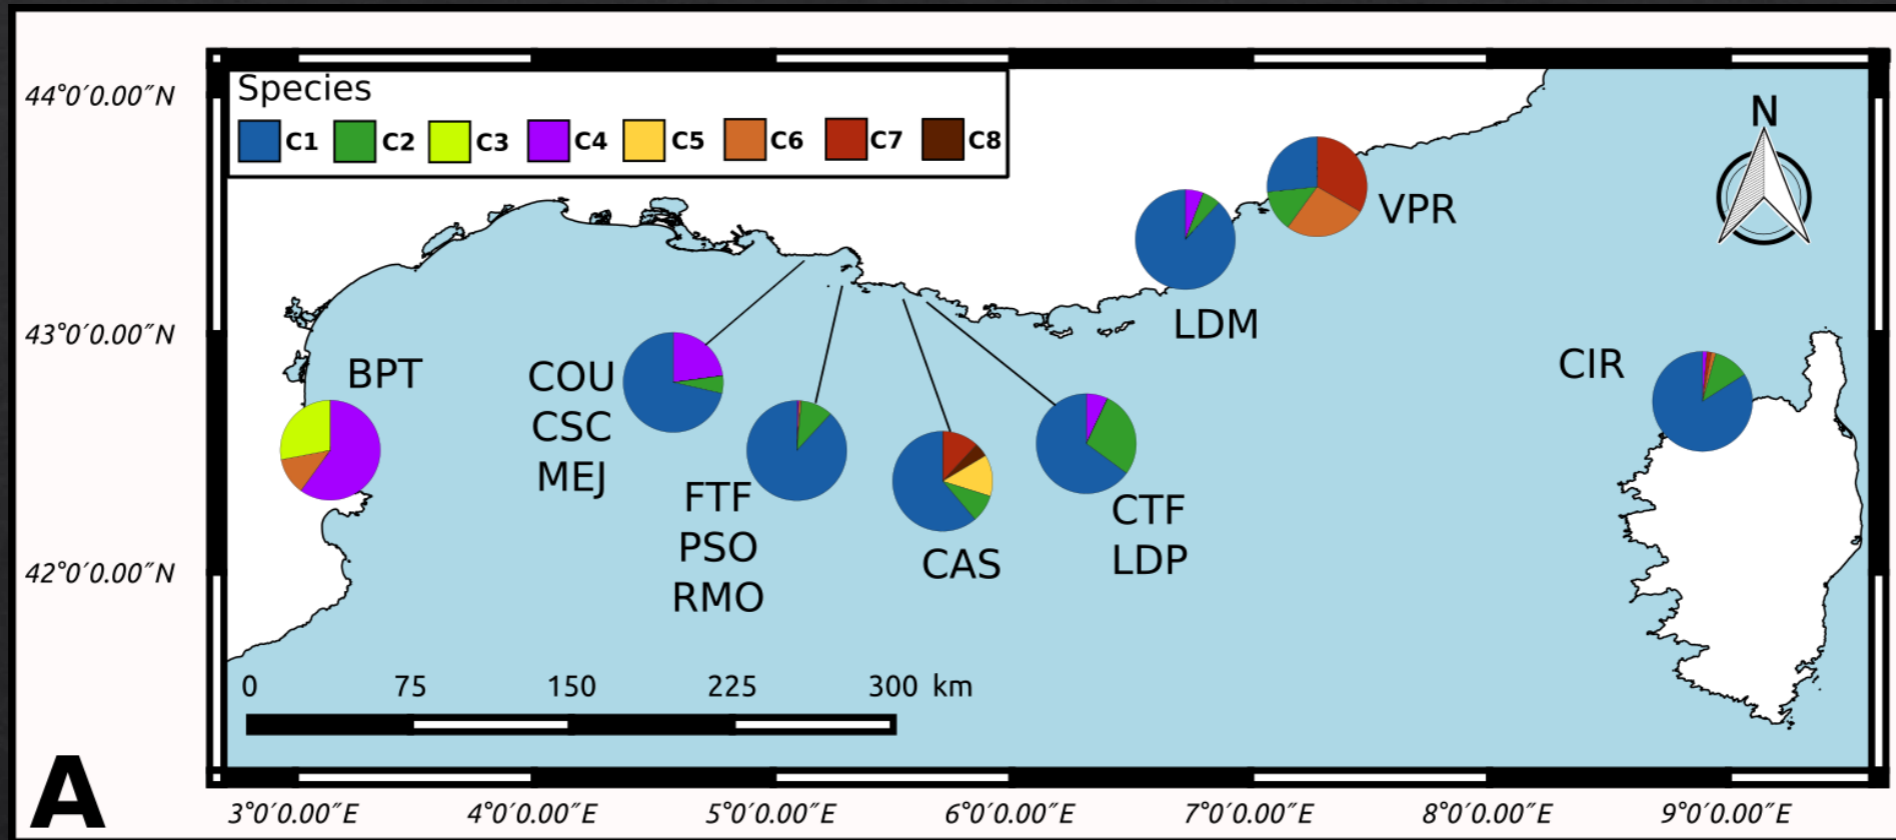 Species
C1 C2 C3 C4 C5 C6 C7 C8
N
44°0′0.00″N
43°0′0.00″N
42°0′0.00″N
VPR
LDM
CIR
BPT
COU
CSC
MEJ
FTF
PSO
RMO
CAS
CTF
LDP
0 75 150 225 300 km
A
3°0′0.00″E 4°0′0.00″E 5°0′0.00″E 6°0′0.00″E 7°0′0.00″E 8°0′0.00″E 9°0′0.00″E